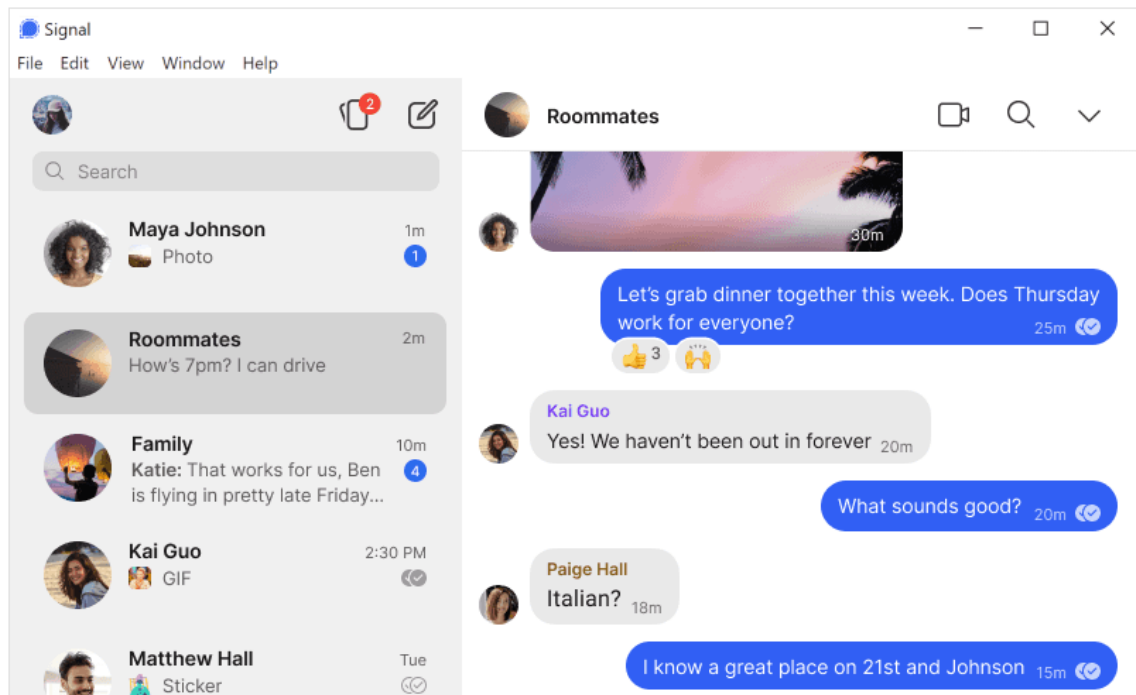 Signal
File Edit View Window Help
2
Search
Maya Johnson 1m
Photo 1
Roommates 2m
How's 7pm? I can drive
Family 10m
Katie: That works for us, Ben 4
is flying in pretty late Friday...
Kai Guo 2:30 PM
GIF
Matthew Hall Tue
Sticker
Roommates
30m
Let's grab dinner together this week. Does Thursday
work for everyone? 25m
3
Kai Guo
Yes! We haven't been out in forever 20m
What sounds good? 20m
Paige Hall
Italian? 18m
I know a great place on 21st and Johnson 15m